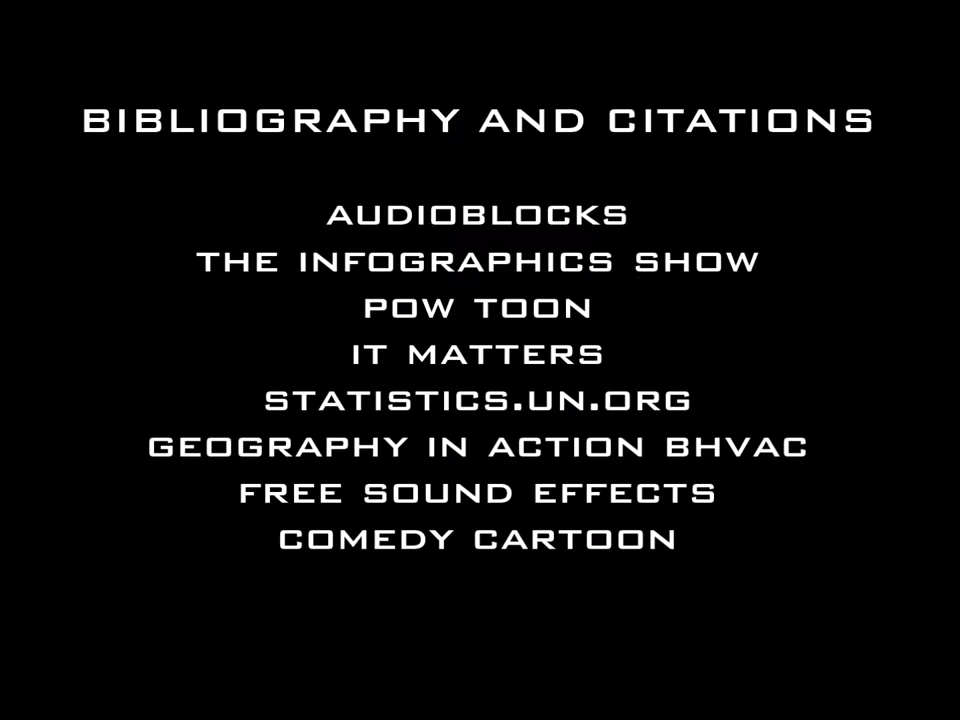 BIBLIOGRAPHY AND CITATIONS
AUDIOBLOCKS
THE INFOGRAPHICS SHOW
POW TOON
IT MATTERS
STATISTICS.UN.ORG
GEOGRAPHY IN ACTION BHVAC
FREE SOUND EFFECTS
COMEDY CARTOON